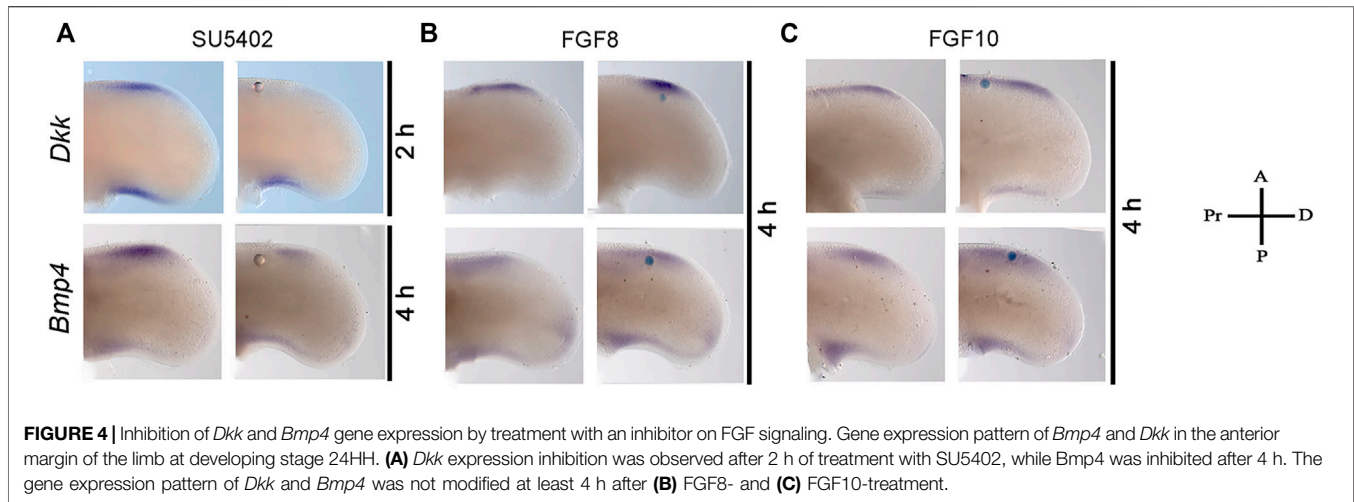 A SU5402 B FGF8 C FGF10
Dkk 2 h 4 h 4 h
Bmp4 4 h
A
Pr D
P
FIGURE 4 | Inhibition of Dkk and Bmp4 gene expression by treatment with an inhibitor on FGF signaling. Gene expression pattern of Bmp4 and Dkk in the anterior
margin of the limb at developing stage 24HH. (A) Dkk expression inhibition was observed after 2 h of treatment with SU5402, while Bmp4 was inhibited after 4 h. The
gene expression pattern of Dkk and Bmp4 was not modified at least 4 h after (B) FGF8- and (C) FGF10-treatment.